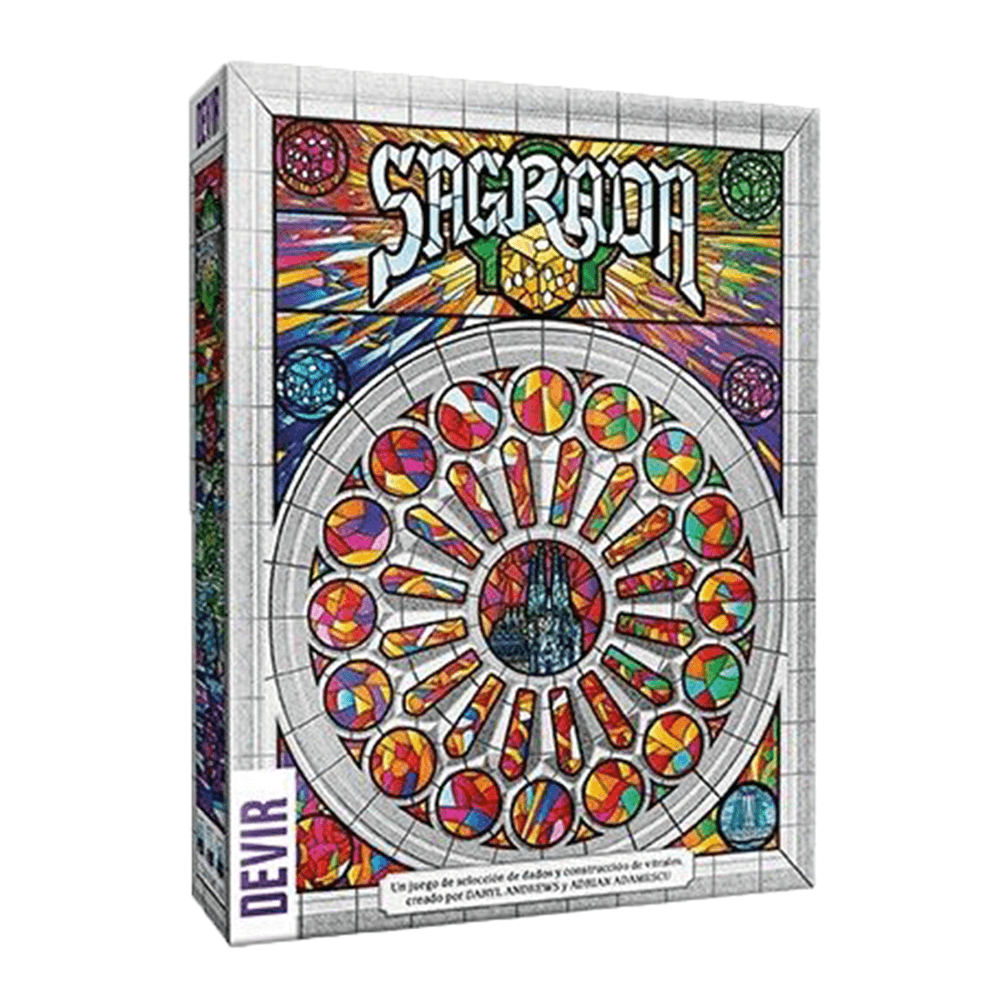 DEVIR
SAGRADA
DEVIR
Un juego de selección de dados y construcción de vitrales,
creado por DARYL ANDREWS y ADRIAN ADAMESCU